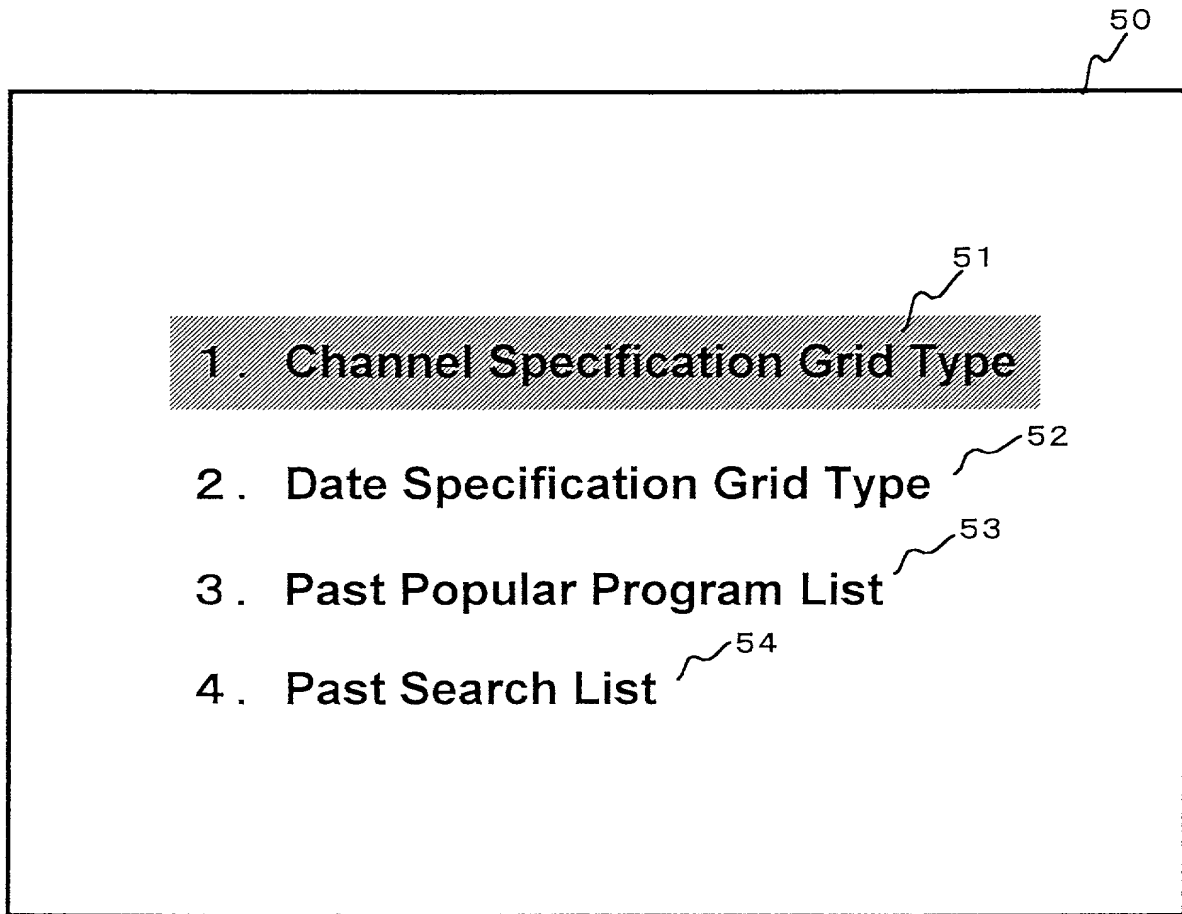 50
51
1. Channel Specification Grid Type
52
2. Date Specification Grid Type
53
3. Past Popular Program List
54
4. Past Search List